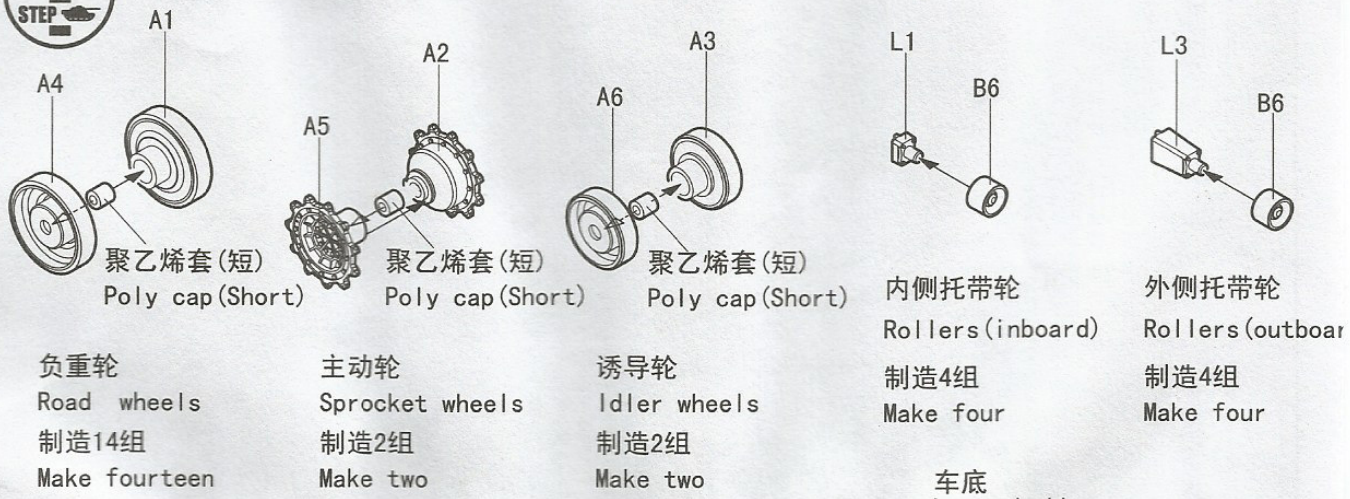 STEP
A4
A1
聚乙烯套(短)
Poly cap(Short)
负重轮
Road wheels
制造14组
Make fourteen
A5
A2
聚乙烯套(短)
Poly cap(Short)
主动轮
Sprocket wheels
制造2组
Make two
A6
A3
聚乙烯套(短)
Poly cap(Short)
诱导轮
Idler wheels
制造2组
Make two
L1
B6
内侧托带轮
Rollers(inboard)
制造4组
Make four
L3
B6
外侧托带轮
Rollers(outboar
制造4组
Make four
车底